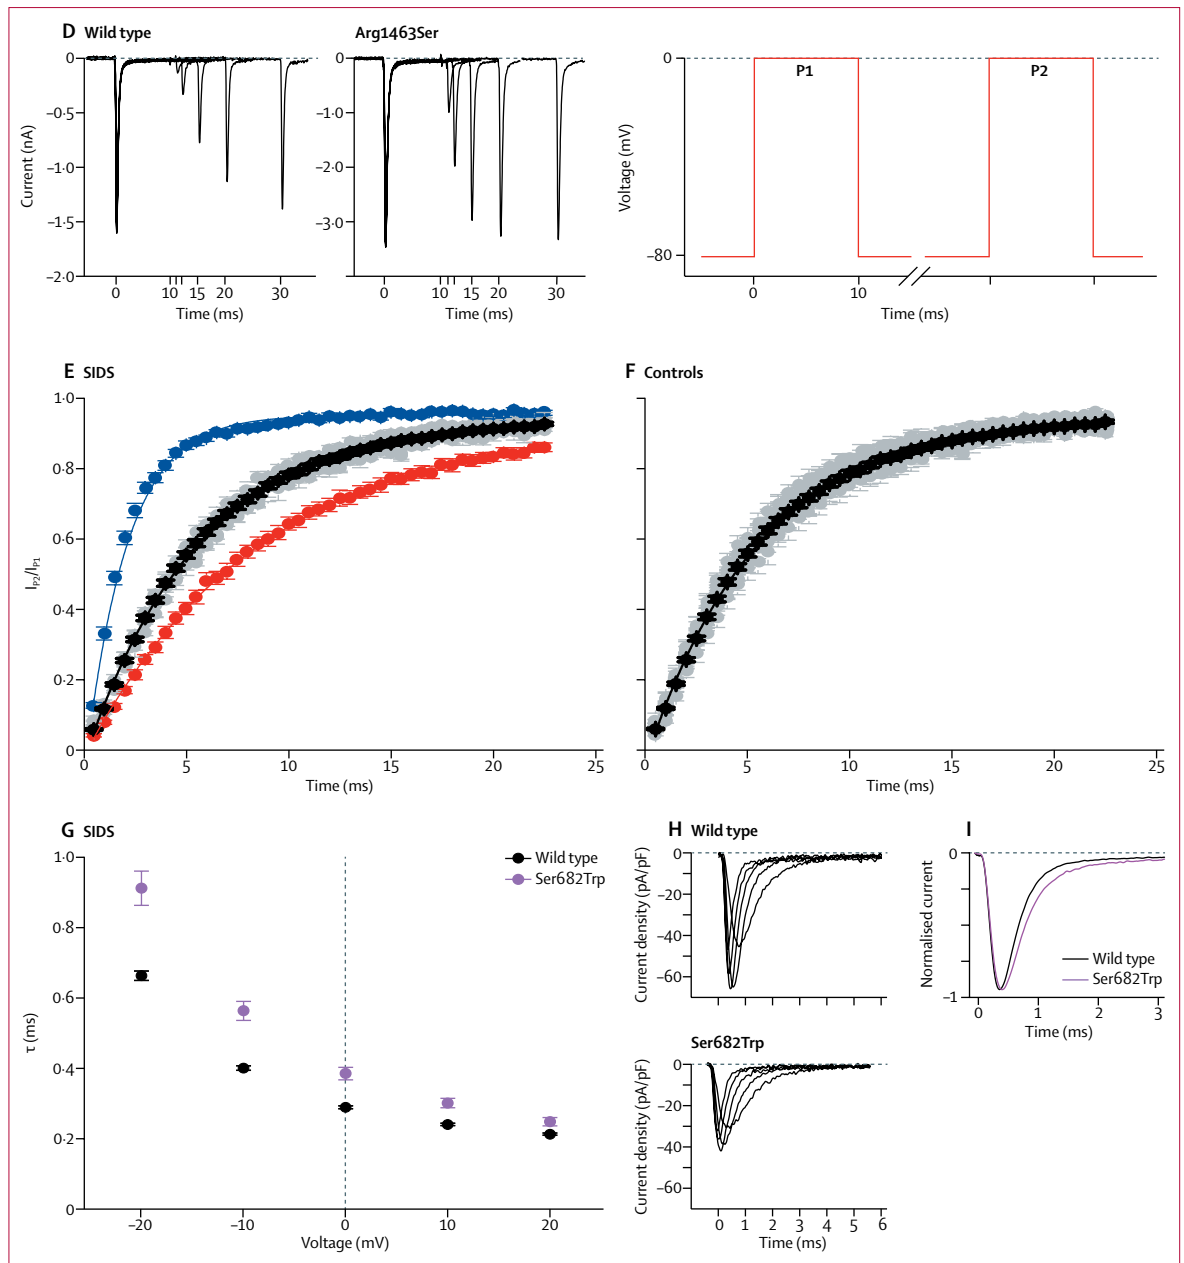 D Wild type
Arg1463Ser
Current (nA)
0
–0·5
–1·0
–1·5
–2·0
0 10 15 20 30
Time (ms)
0
–1·0
–2·0
–3·0
0 10 15 20 30
Time (ms)
Voltage (mV)
0
–80
P1
P2
0 10
Time (ms)
E SIDS
I_P2/I_P1
1·0
0·8
0·6
0·4
0·2
0
0 5 10 15 20 25
Time (ms)
F Controls
0 5 10 15 20 25
Time (ms)
G SIDS
Wild type
Ser682Trp
τ (ms)
1·0
0·8
0·6
0·4
0·2
0
–20 –10 0 10 20
Voltage (mV)
H Wild type
Current density (pA/pF)
0
–20
–40
–60
Ser682Trp
Current density (pA/pF)
0
–20
–40
–60
0 1 2 3 4 5 6
Time (ms)
I
Normalised current
0
–1
Wild type
Ser682Trp
0 1 2 3
Time (ms)